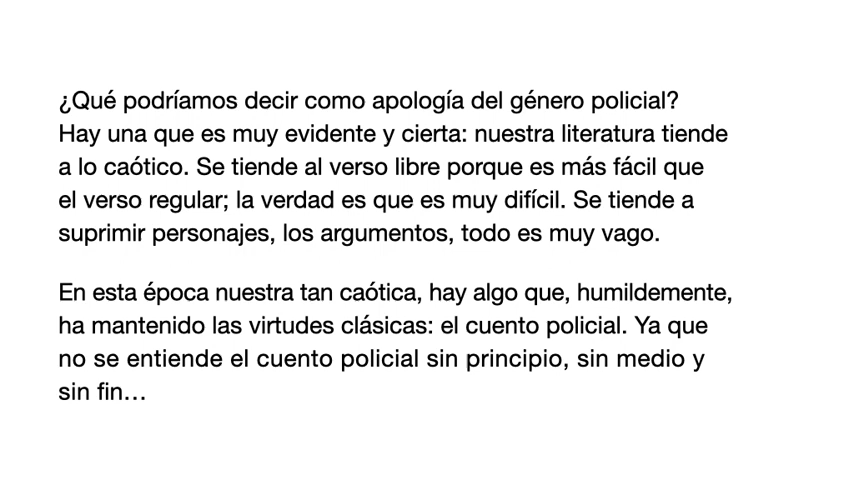 ¿Qué podríamos decir como apología del género policial?
Hay una que es muy evidente y cierta: nuestra literatura tiende
a lo caótico. Se tiende al verso libre porque es más fácil que
el verso regular; la verdad es que es muy difícil. Se tiende a
suprimir personajes, los argumentos, todo es muy vago.
En esta época nuestra tan caótica, hay algo que, humildemente,
ha mantenido las virtudes clásicas: el cuento policial. Ya que
no se entiende el cuento policial sin principio, sin medio y
sin fin…